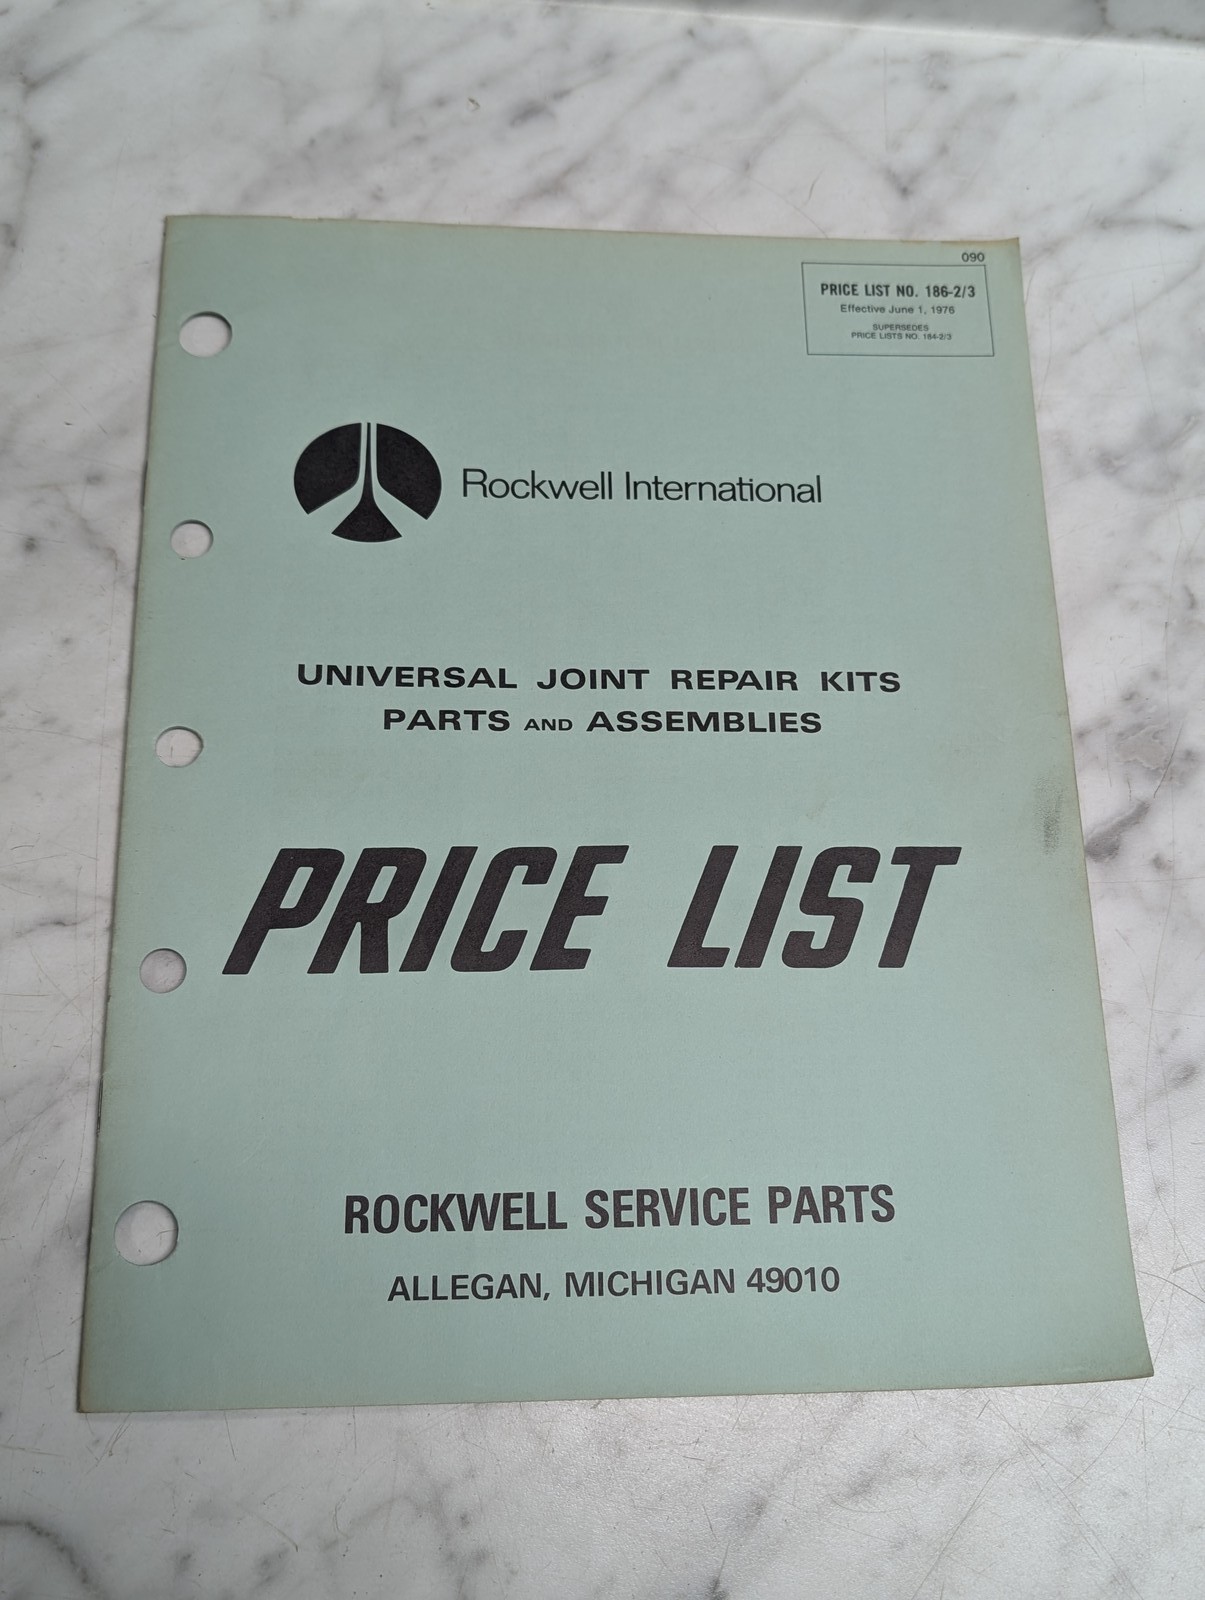 090
PRICE LIST NO. 186-2/3
Effective June 1, 1976
SUPERSEDES
PRICE LISTS NO. 184-2/3
Rockwell International
UNIVERSAL JOINT REPAIR KITS
PARTS AND ASSEMBLIES
PRICE LIST
ROCKWELL SERVICE PARTS
ALLEGAN, MICHIGAN 49010